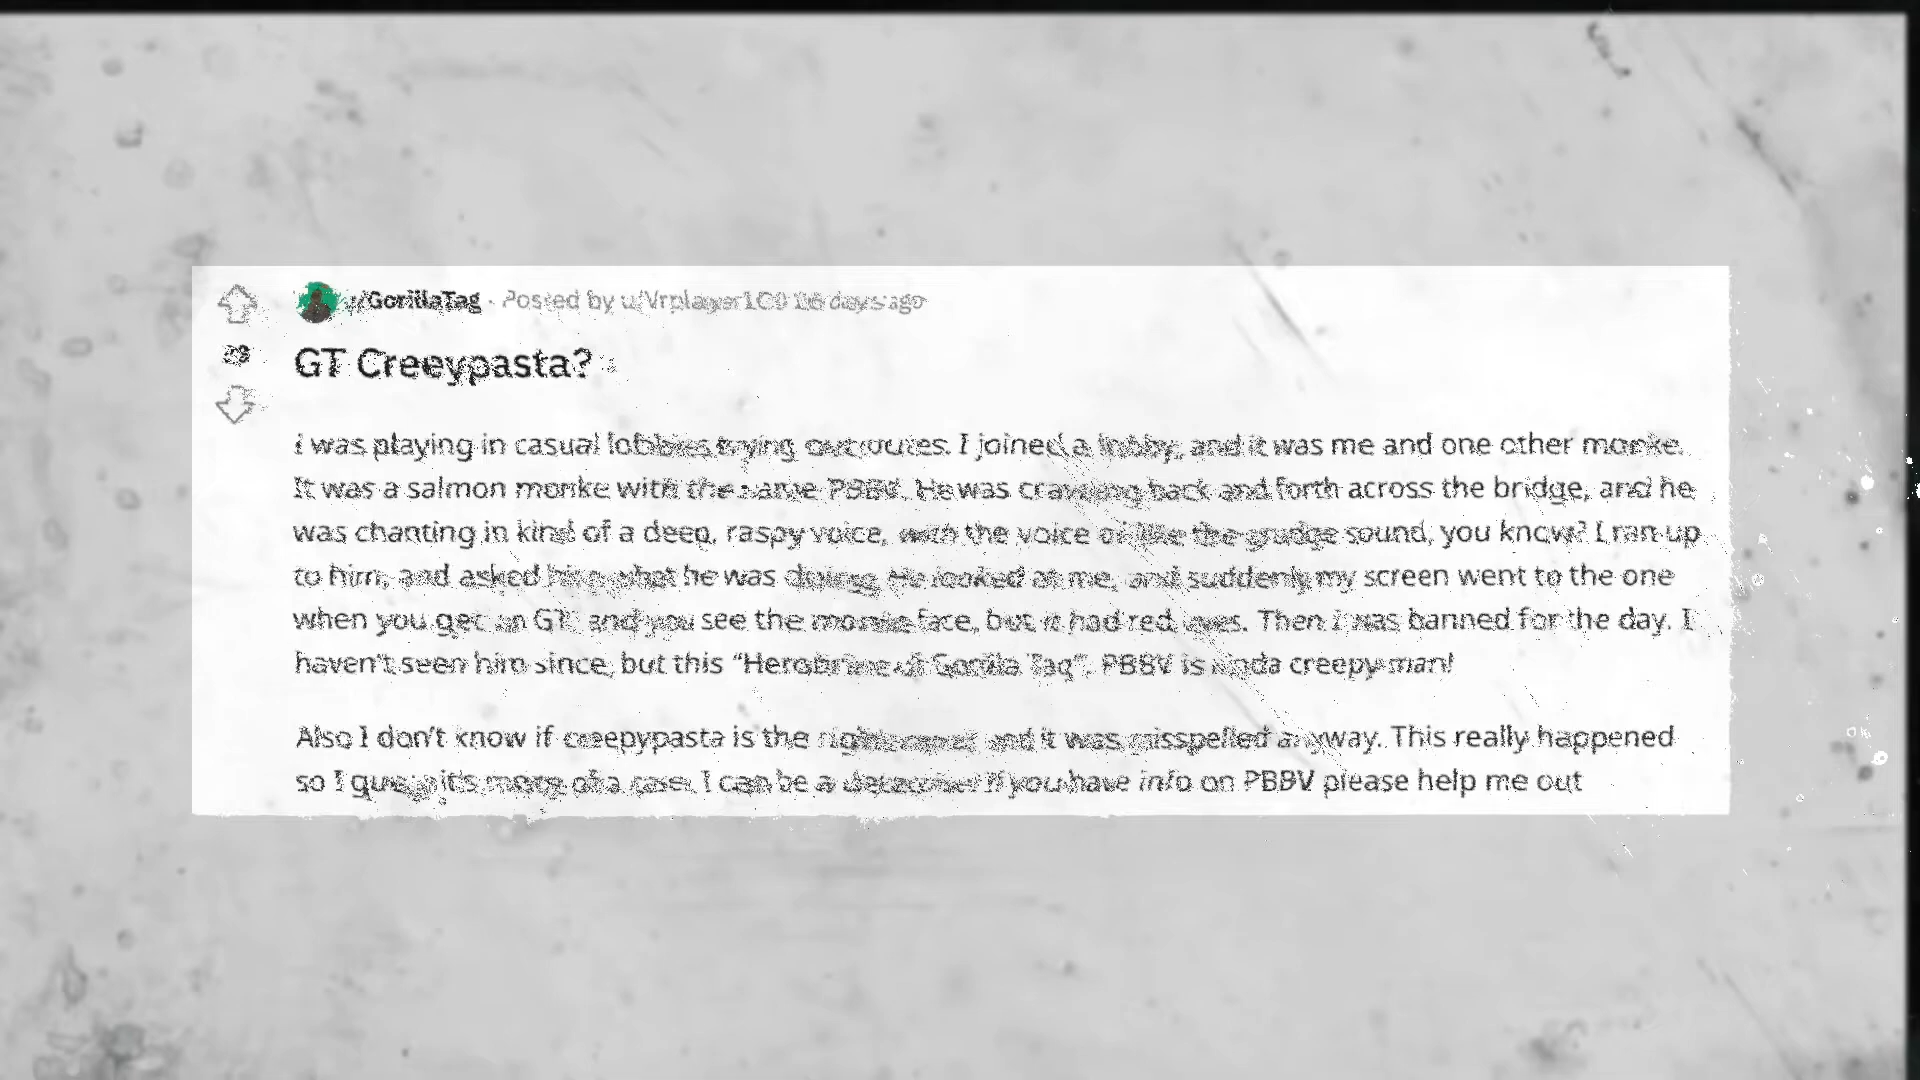 r/GorillaTag · Posted by days ago
GT Creeypasta?
I was playing in casual lobbies trying out routes. I joined a lobby, and it was me and one other monke.
It was a salmon monke with the name PBBV. He was crawling back and forth across the bridge, and he
was chanting in kind of a deep, raspy voice, with the voice of like the grudge sound, you know? I ran up
to him, and asked him what he was doing. He looked at me, and suddenly my screen went to the one
when you get an GT, and you see the monke face, but it had red eyes. Then I was banned for the day. I
haven't seen him since, but this “Herobrine of Gorilla Tag”. PBBV is kinda creepy man!
Also I don't know if creepypasta is the right and it was misspelled anyway. This really happened
so I guess it's more of a case. I can be a detective! If you have info on PBBV please help me out